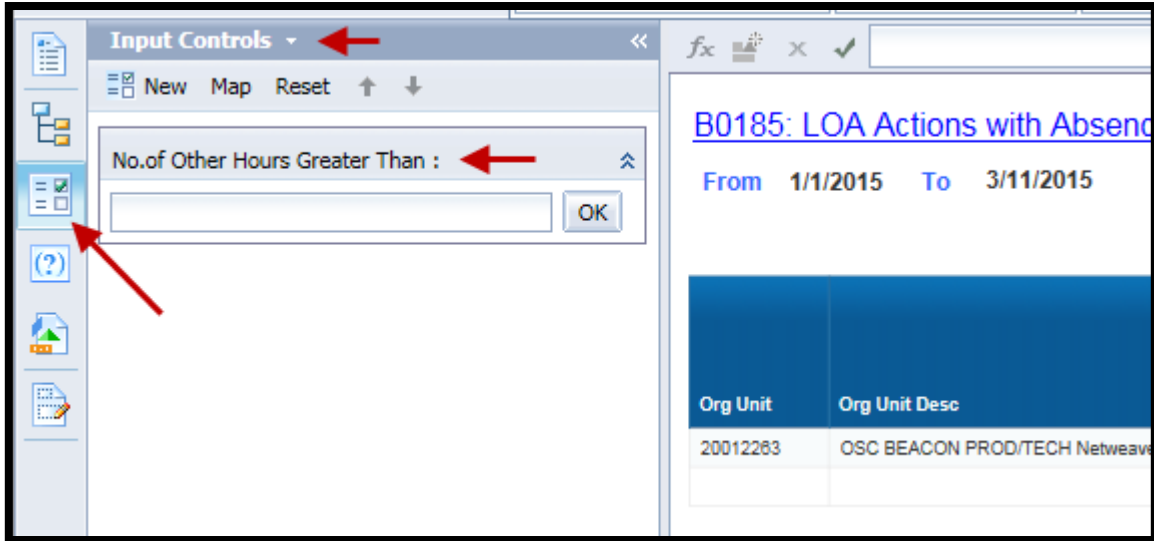 Input Controls
New Map Reset
No.of Other Hours Greater Than :
OK
(?)
fx
B0185: LOA Actions with Absenc
From 1/1/2015 To 3/11/2015
Org Unit Org Unit Desc
20012263 OSC BEACON PROD/TECH Netweave